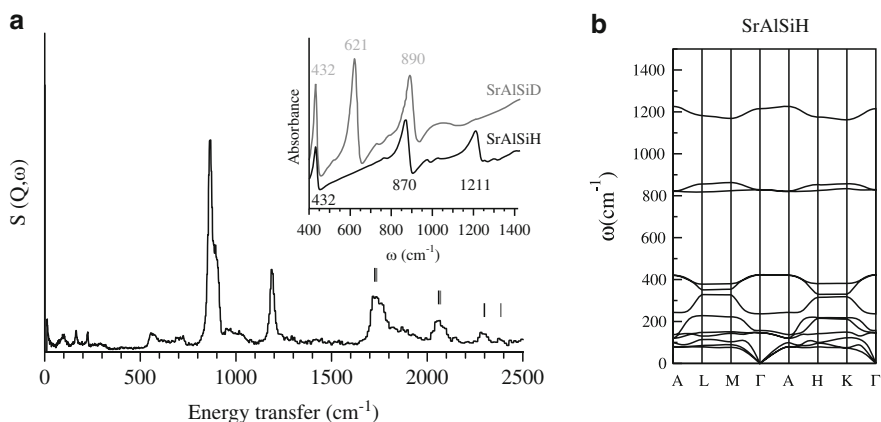 a
S (Q,ω)
0
500
1000
1500
2000
2500
Energy transfer (cm-1)
621
432
890
SrAlSiD
SrAlSiH
Absorbance
432
870
1211
400
600
800
1000
1200
1400
ω (cm-1)
b
SrAlSiH
ω(cm-1)
1400
1200
1000
800
600
400
200
0
A L M Γ A H K Γ